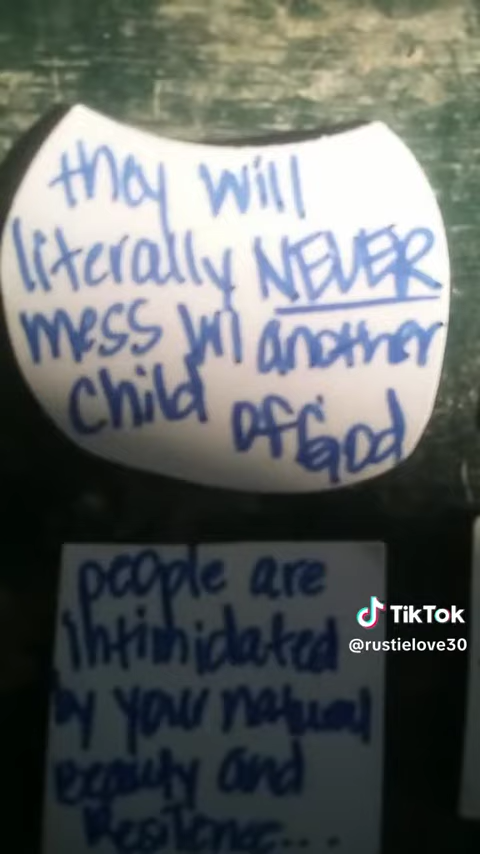 they will
literally NEVER
mess w/ another
child of God
people are
intimidated
by your natural
Beauty and
Resilience...
TikTok
@rustielove30